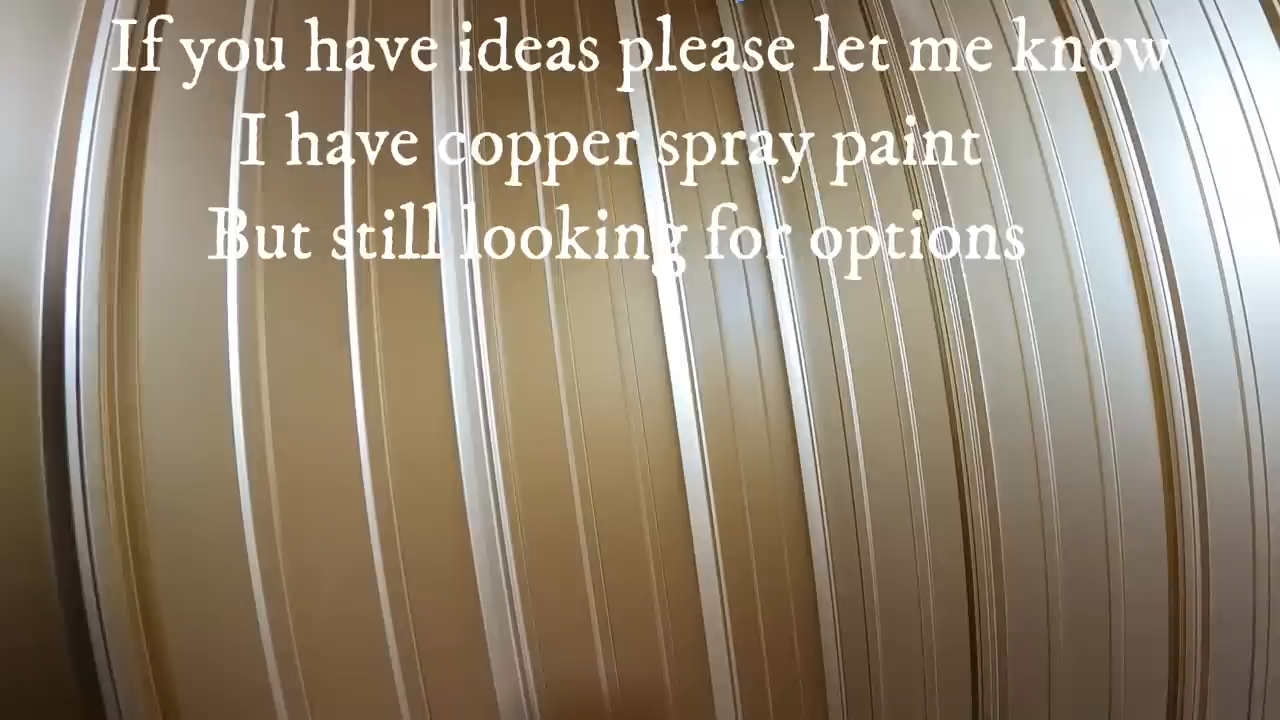 If you have ideas please let me know
I have copper spray paint
But still looking for options